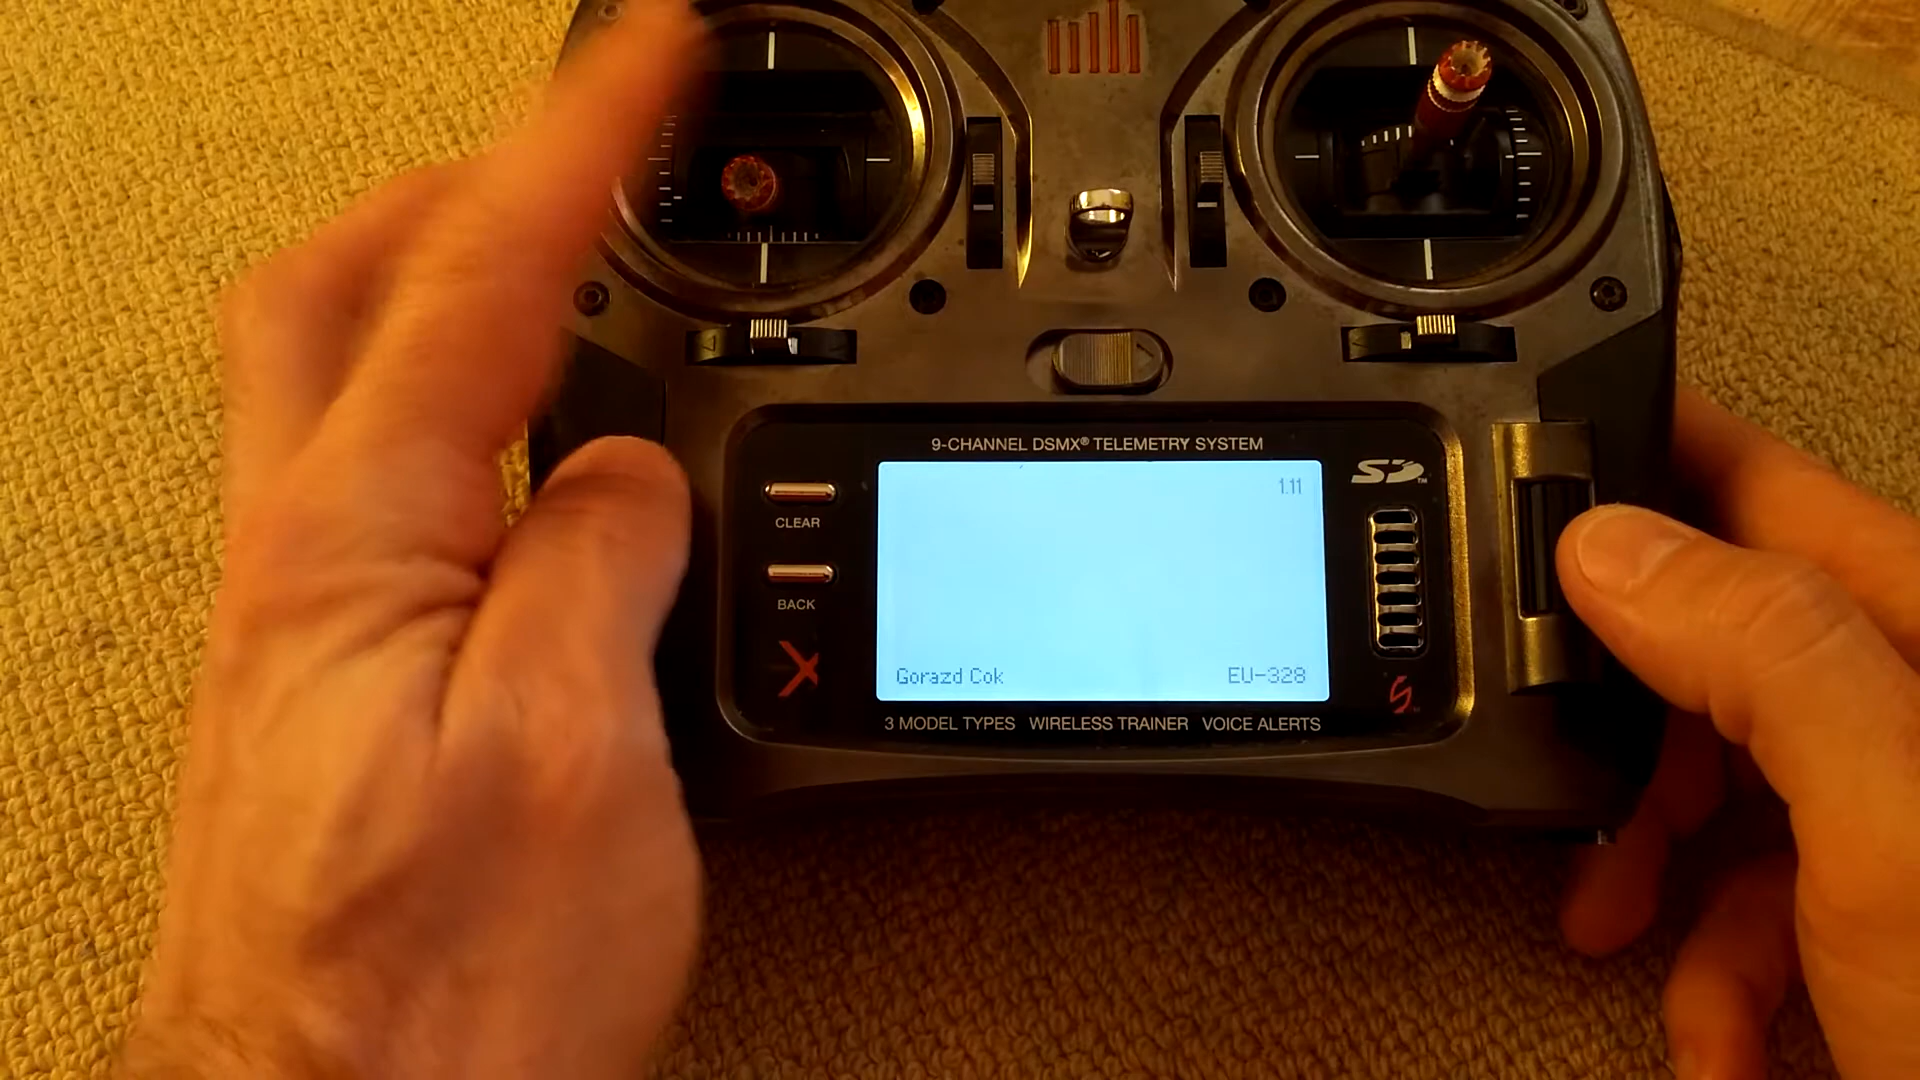 9-CHANNEL DSMX® TELEMETRY SYSTEM
SD™
1.11
CLEAR
BACK
Gorazd Cok EU-328
3 MODEL TYPES WIRELESS TRAINER VOICE ALERTS